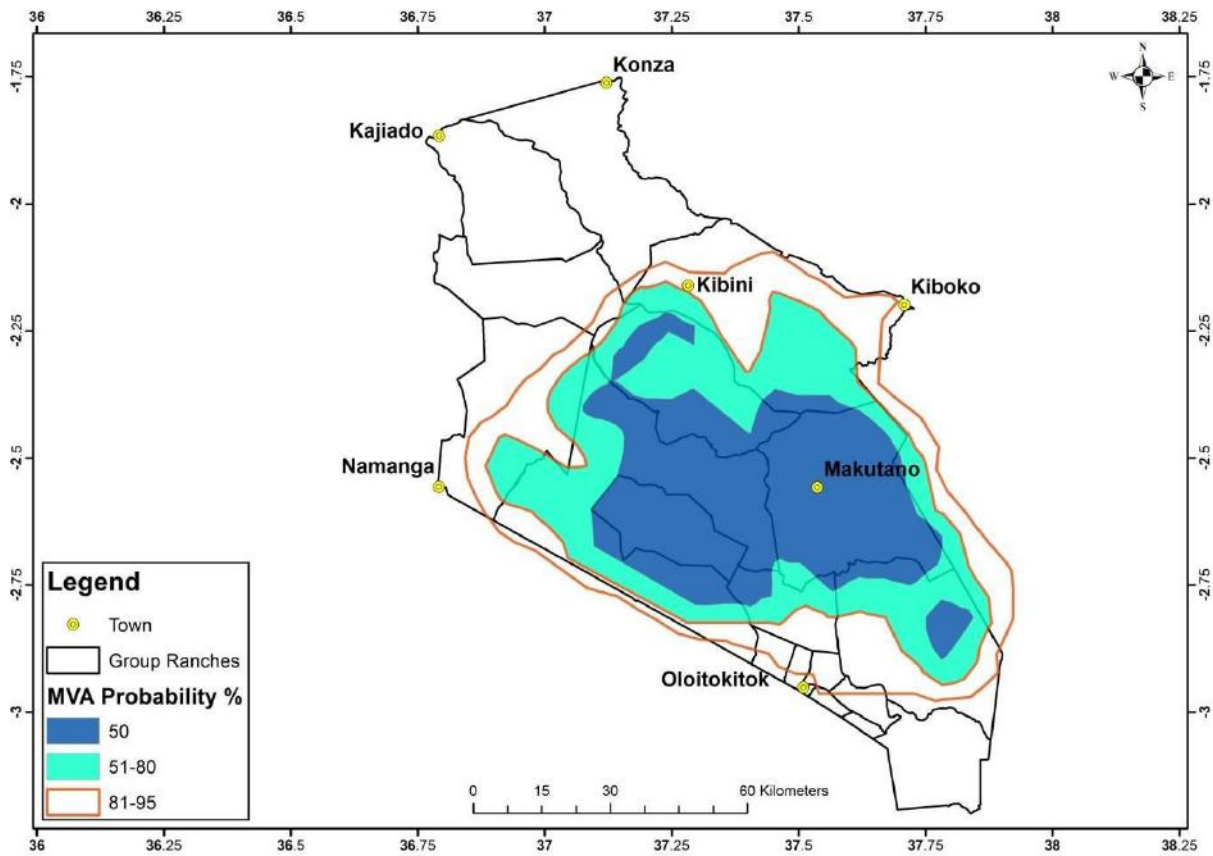 36 36.25 36.5 36.75 37 37.25 37.5 37.75 38 38.25
N
W E
S
-1.75 -1.75
Konza
Kajiado
-2 -2
Kibini
Kiboko
-2.25 -2.25
Namanga
Makutano
-2.5 -2.5
-2.75 -2.75
Oloitokitok
-3 -3
Legend
Town
Group Ranches
MVA Probability %
50
51-80
81-95
0 15 30 60 Kilometers
36 36.25 36.5 36.75 37 37.25 37.5 37.75 38 38.25